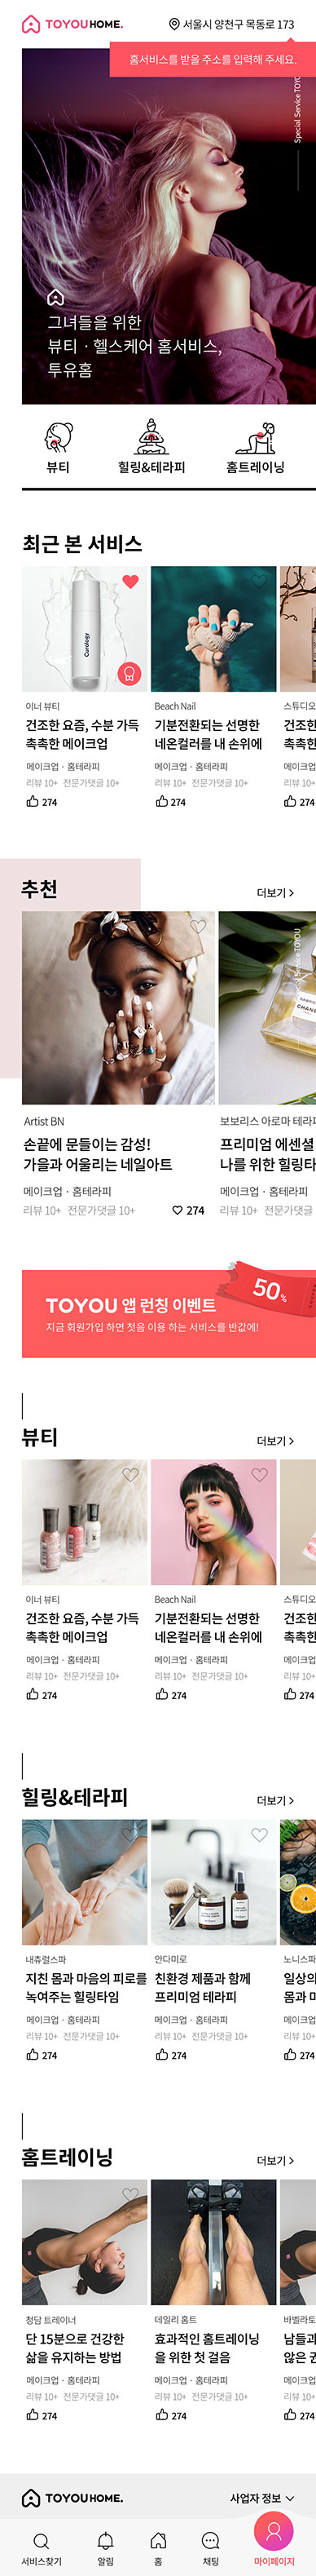 TOYOUHOME.
서울시 양천구 목동로 173
홈서비스를 받을 주소를 입력해 주세요.
Special Service TOYO
그녀들을 위한
뷰티 · 헬스케어 홈서비스,
투유홈
뷰티
힐링&테라피
홈트레이닝
최근 본 서비스
Curology
이너 뷰티
건조한 요즘, 수분 가득
촉촉한 메이크업
메이크업 · 홈테라피
리뷰 10+ 전문가댓글 10+
274
Beach Nail
기분전환되는 선명한
네온컬러를 내 손위에
메이크업 · 홈테라피
리뷰 10+ 전문가댓글 10+
274
스튜디오
건조한
촉촉한
메이크업
리뷰 10+
274
추천
더보기
Artist BN
손끝에 문들이는 감성!
가을과 어울리는 네일아트
메이크업 · 홈테라피
리뷰 10+ 전문가댓글 10+
274
Special Service TOYOU
CHANE
보보리스 아로마 테라피
프리미엄 에센셜
나를 위한 힐링타
메이크업 · 홈테라피
리뷰 10+ 전문가댓글
TOYOU 앱 런칭 이벤트
지금 회원가입 하면 첫음 이용 하는 서비스를 반값에!
50%
뷰티
더보기
이너 뷰티
건조한 요즘, 수분 가득
촉촉한 메이크업
메이크업 · 홈테라피
리뷰 10+ 전문가댓글 10+
274
Beach Nail
기분전환되는 선명한
네온컬러를 내 손위에
메이크업 · 홈테라피
리뷰 10+ 전문가댓글 10+
274
스튜디오
건조한
촉촉한
메이크업
리뷰 10+
274
힐링&테라피
더보기
내츄럴스파
지친 몸과 마음의 피로를
녹여주는 힐링타임
메이크업 · 홈테라피
리뷰 10+ 전문가댓글 10+
274
안다미로
친환경 제품과 함께
프리미엄 테라피
메이크업 · 홈테라피
리뷰 10+ 전문가댓글 10+
274
노니스파
일상의
몸과 마
메이크업
리뷰 10+
274
홈트레이닝
더보기
청담 트레이너
단 15분으로 건강한
삶을 유지하는 방법
메이크업 · 홈테라피
리뷰 10+ 전문가댓글 10+
274
데일리 홈트
효과적인 홈트레이닝
을 위한 첫 걸음
메이크업 · 홈테라피
리뷰 10+ 전문가댓글 10+
274
바벨라토
남들과
않은 곤
메이크업
리뷰 10+
274
TOYOUHOME.
사업자 정보
서비스찾기
알림
홈
채팅
마이페이지